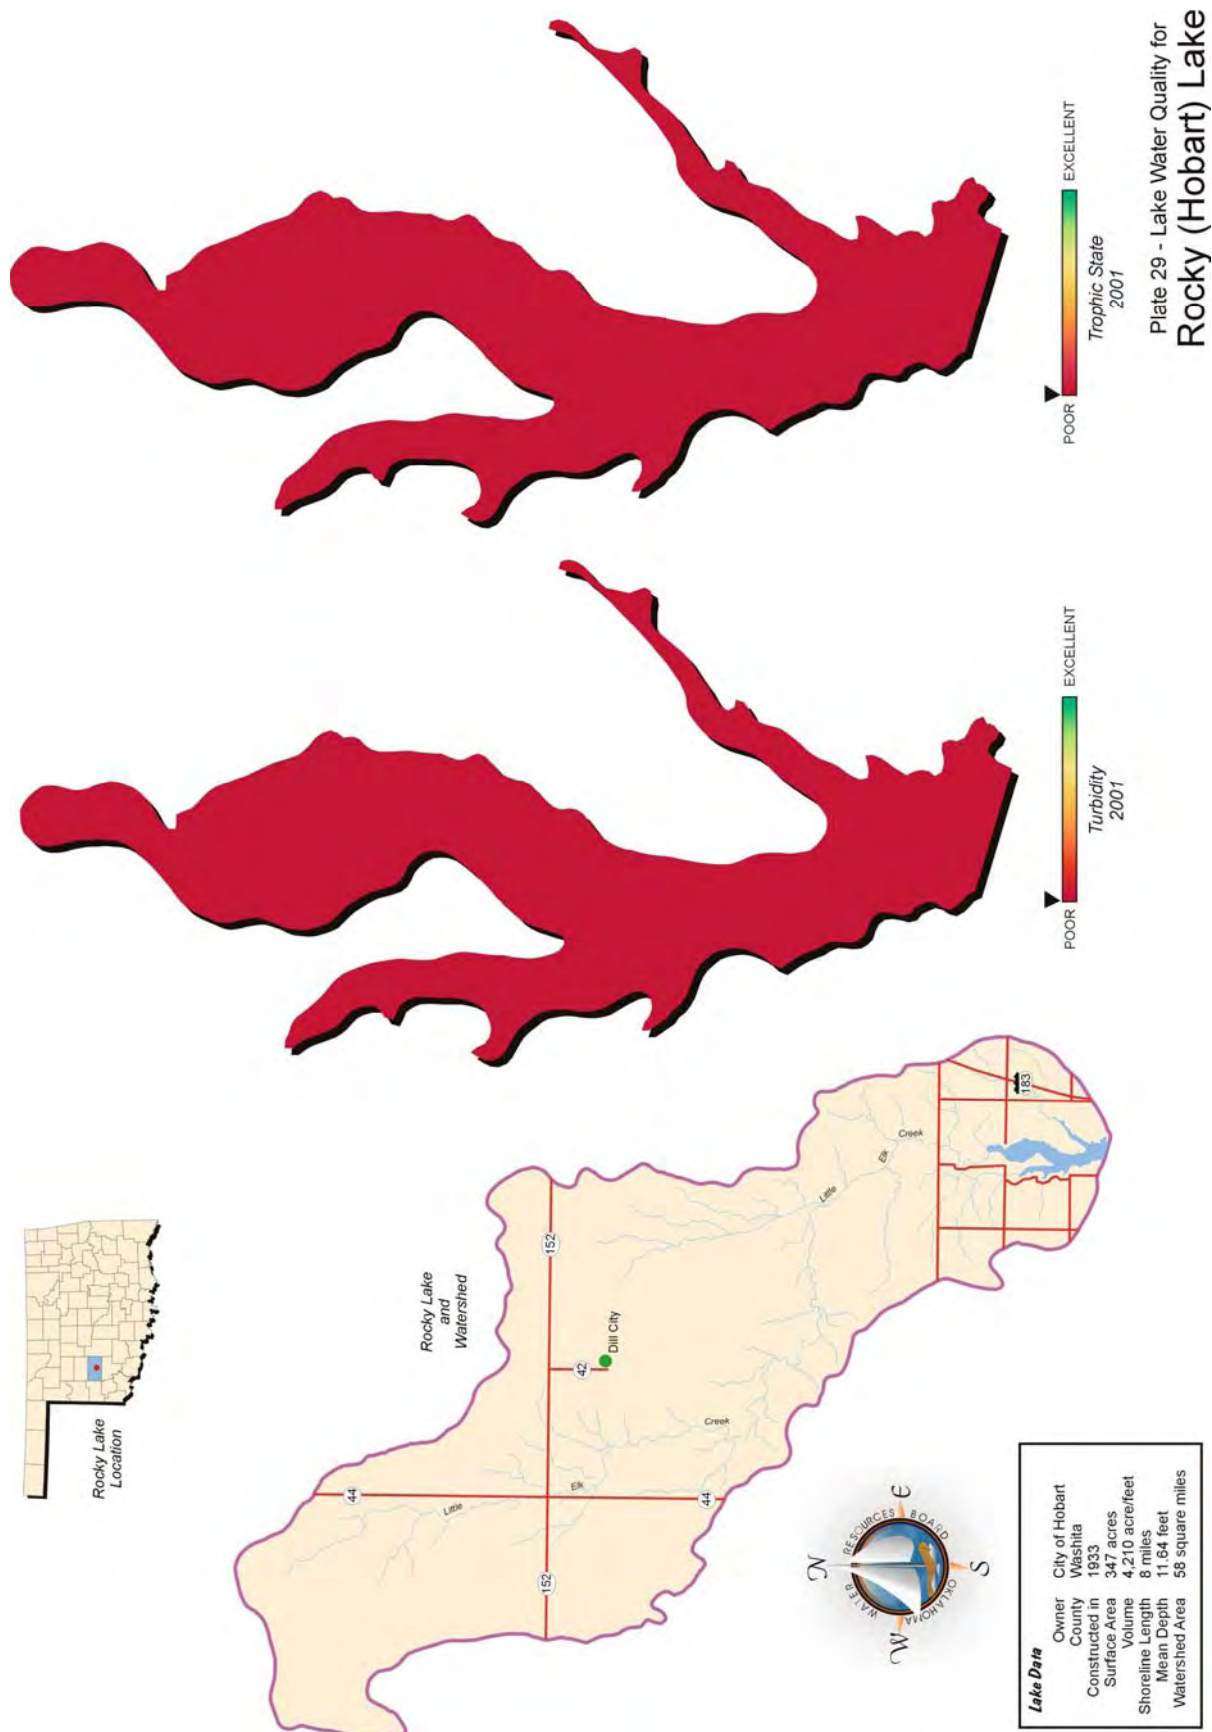 Plate 29 - Lake Water Quality for
Rocky (Hobart) Lake
Rocky Lake
Location
Rocky Lake
and
Watershed
44
152
Little
Elk
Creek
44
42
Dill City
152
Little
Elk
Creek
183
N
W
E
S
OKLAHOMA WATER RESOURCES BOARD
Lake Data
Owner City of Hobart
County Washita
Constructed in 1933
Surface Area 347 acres
Volume 4,210 acre/feet
Shoreline Length 8 miles
Mean Depth 11.64 feet
Watershed Area 58 square miles
POOR EXCELLENT
Turbidity
2001
POOR EXCELLENT
Trophic State
2001
152